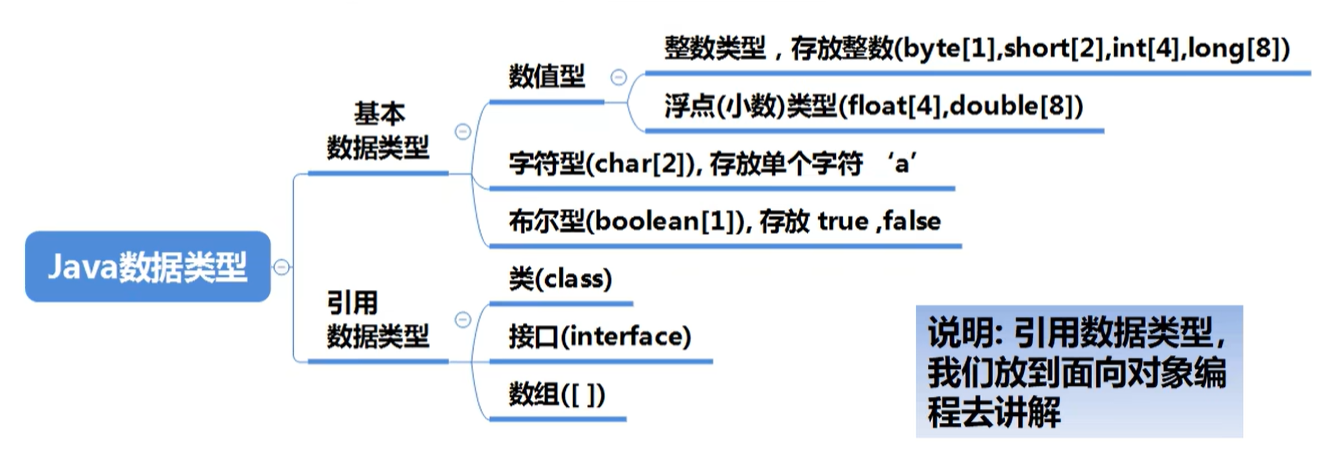 Java数据类型
基本
数据类型
数值型
整数类型，存放整数(byte[1],short[2],int[4],long[8])
浮点(小数)类型(float[4],double[8])
字符型(char[2]), 存放单个字符 ‘a’
布尔型(boolean[1]), 存放 true ,false
引用
数据类型
类(class)
接口(interface)
数组([ ])
说明: 引用数据类型，
我们放到面向对象编
程去讲解